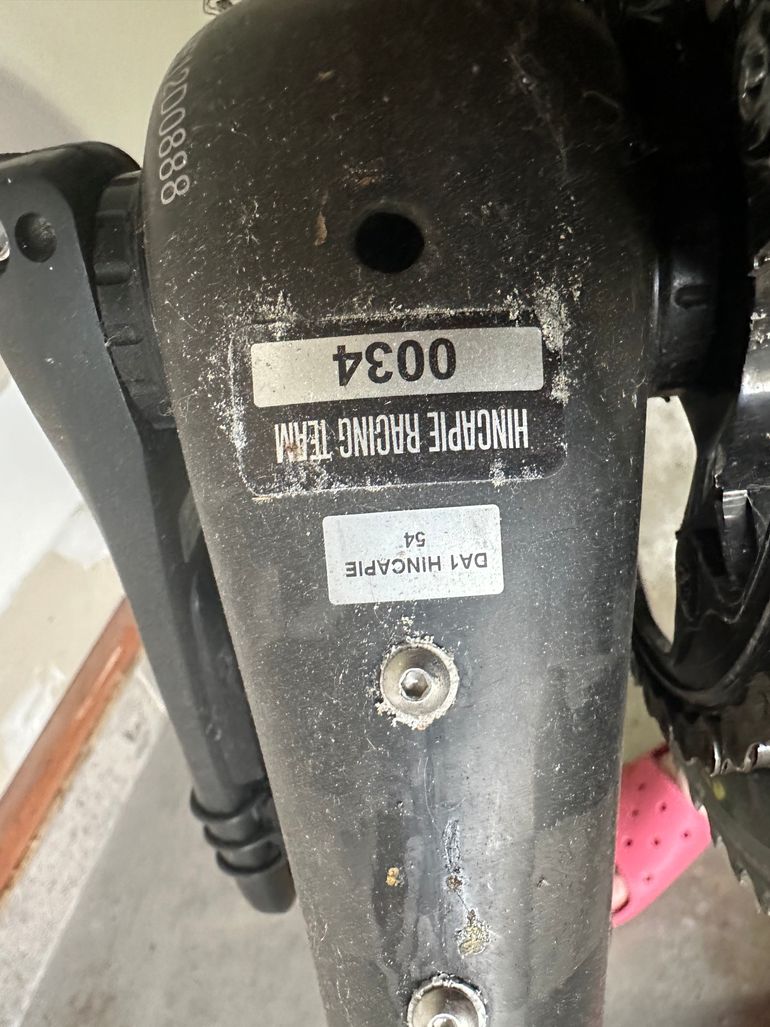 DA1 HINCAPIE
54
HINCAPIE RACING TEAM
0034